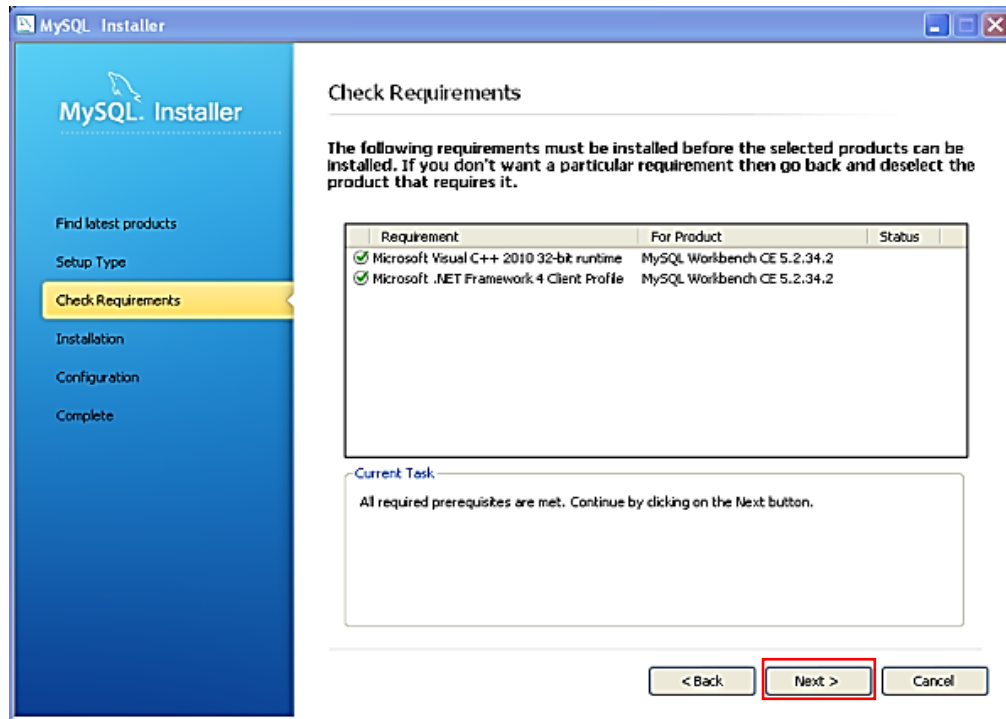 MySQL Installer
MySQL. Installer
Find latest products
Setup Type
Check Requirements
Installation
Configuration
Complete
Check Requirements
The following requirements must be installed before the selected products can be
installed. If you don't want a particular requirement then go back and deselect the
product that requires it.
Requirement For Product Status
Microsoft Visual C++ 2010 32-bit runtime MySQL Workbench CE 5.2.34.2
Microsoft .NET Framework 4 Client Profile MySQL Workbench CE 5.2.34.2
Current Task
All required prerequisites are met. Continue by clicking on the Next button.
< Back Next > Cancel